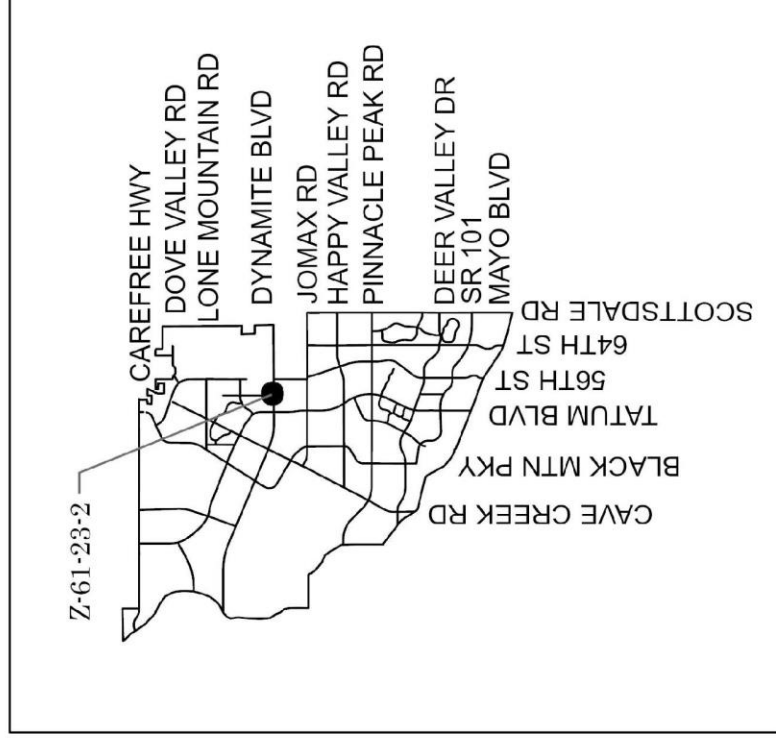 CAREFREE HWY
DOVE VALLEY RD
LONE MOUNTAIN RD
DYNAMITE BLVD
JOMAX RD
HAPPY VALLEY RD
PINNACLE PEAK RD
DEER VALLEY DR
SR 101
MAYO BLVD
SCOTTSDALE RD
64TH ST
56TH ST
TATUM BLVD
BLACK MTN PKY
CAVE CREEK RD
Z-61-23-2